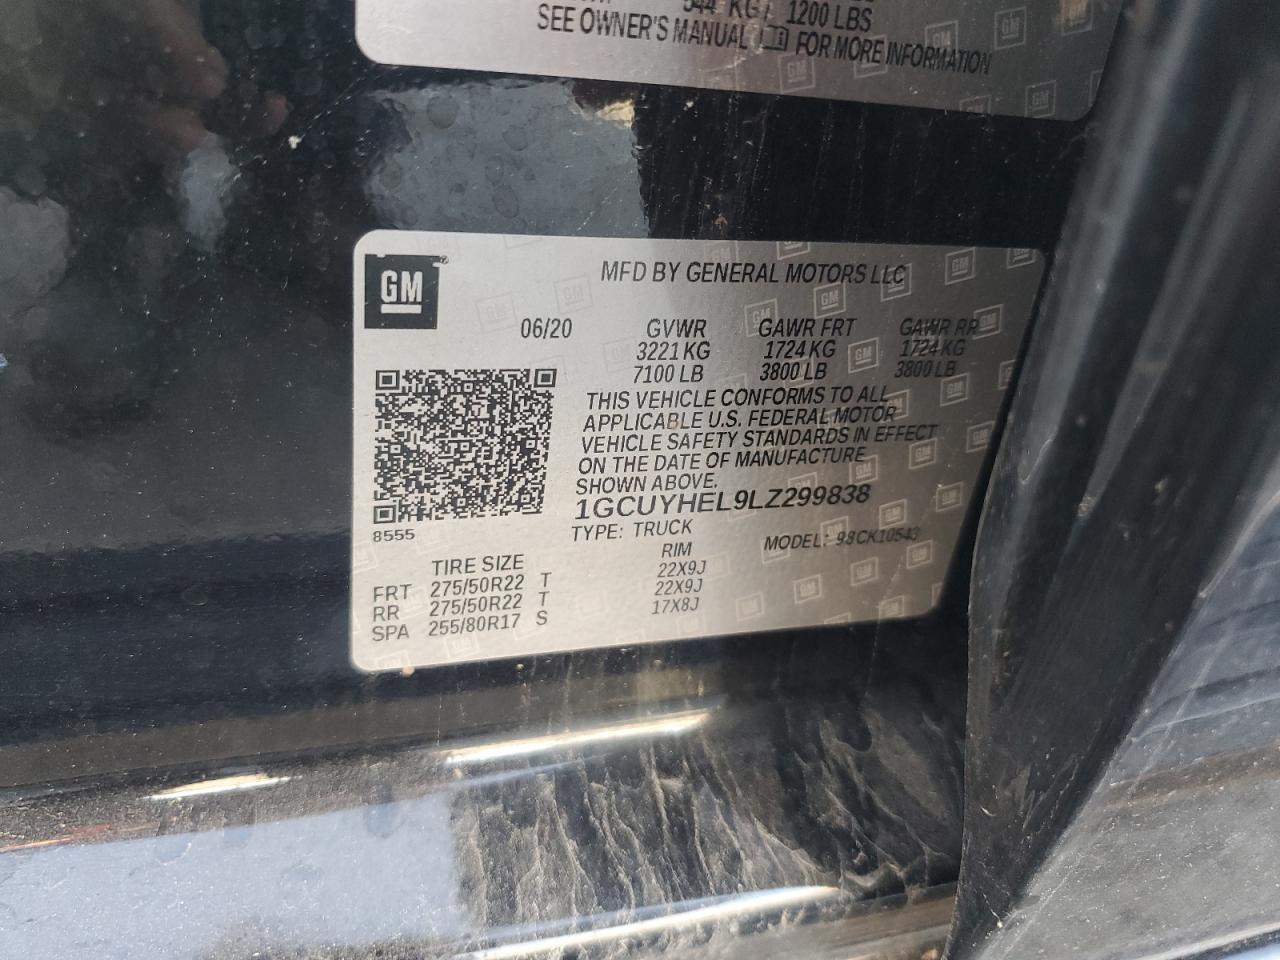 544 KG / 1200 LBS
SEE OWNER'S MANUAL FOR MORE INFORMATION
GM
MFD BY GENERAL MOTORS LLC
06/20 GVWR GAWR FRT GAWR RR
3221 KG 1724 KG 1724 KG
7100 LB 3800 LB 3800 LB
THIS VEHICLE CONFORMS TO ALL
APPLICABLE U.S. FEDERAL MOTOR
VEHICLE SAFETY STANDARDS IN EFFECT
ON THE DATE OF MANUFACTURE
SHOWN ABOVE.
1GCUYHEL9LZ299838
8555
TYPE: TRUCK MODEL: 98CK10543
TIRE SIZE RIM
FRT 275/50R22 T 22X9J
RR 275/50R22 T 22X9J
SPA 255/80R17 S 17X8J